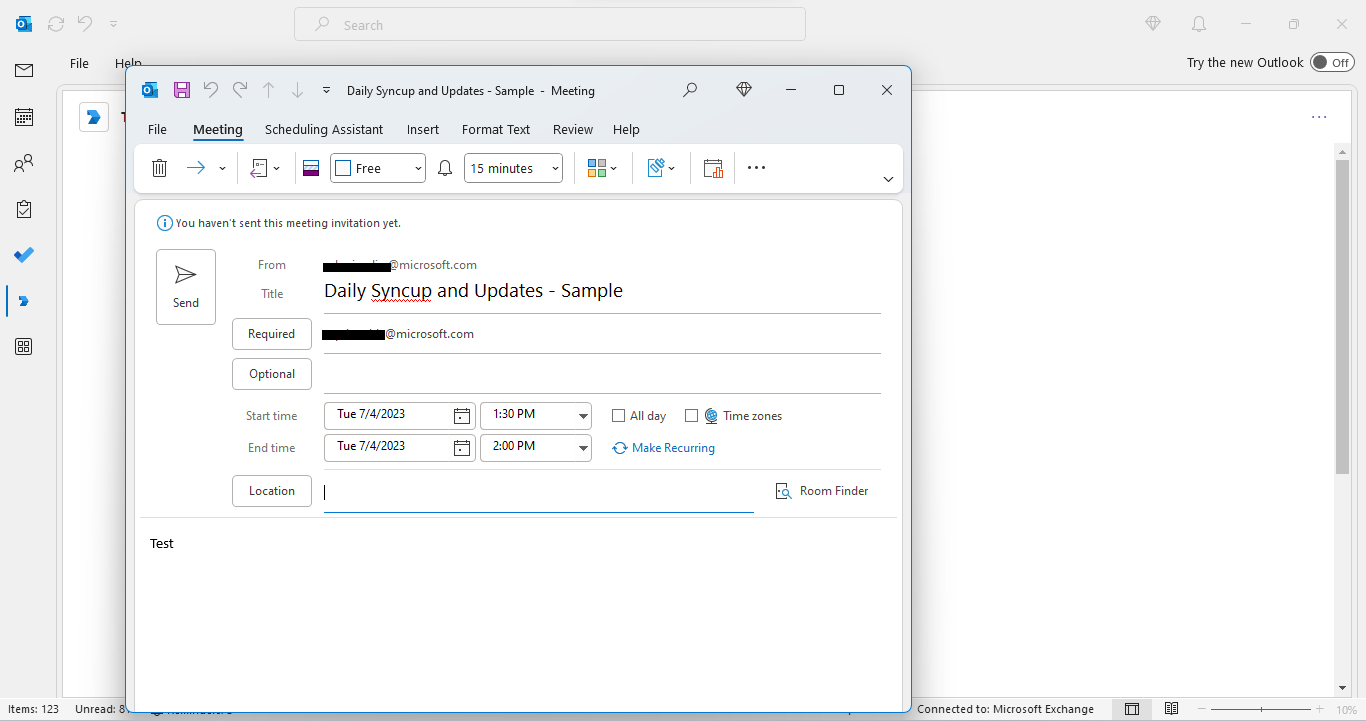 Search
File Help
Try the new Outlook Off
Daily Syncup and Updates - Sample - Meeting
File Meeting Scheduling Assistant Insert Format Text Review Help
Free 15 minutes
You haven't sent this meeting invitation yet.
From @microsoft.com
Send
Title Daily Syncup and Updates - Sample
Required @microsoft.com
Optional
Start time Tue 7/4/2023 1:30 PM All day Time zones
End time Tue 7/4/2023 2:00 PM Make Recurring
Location Room Finder
Test
Items: 123 Unread: Connected to: Microsoft Exchange 10%